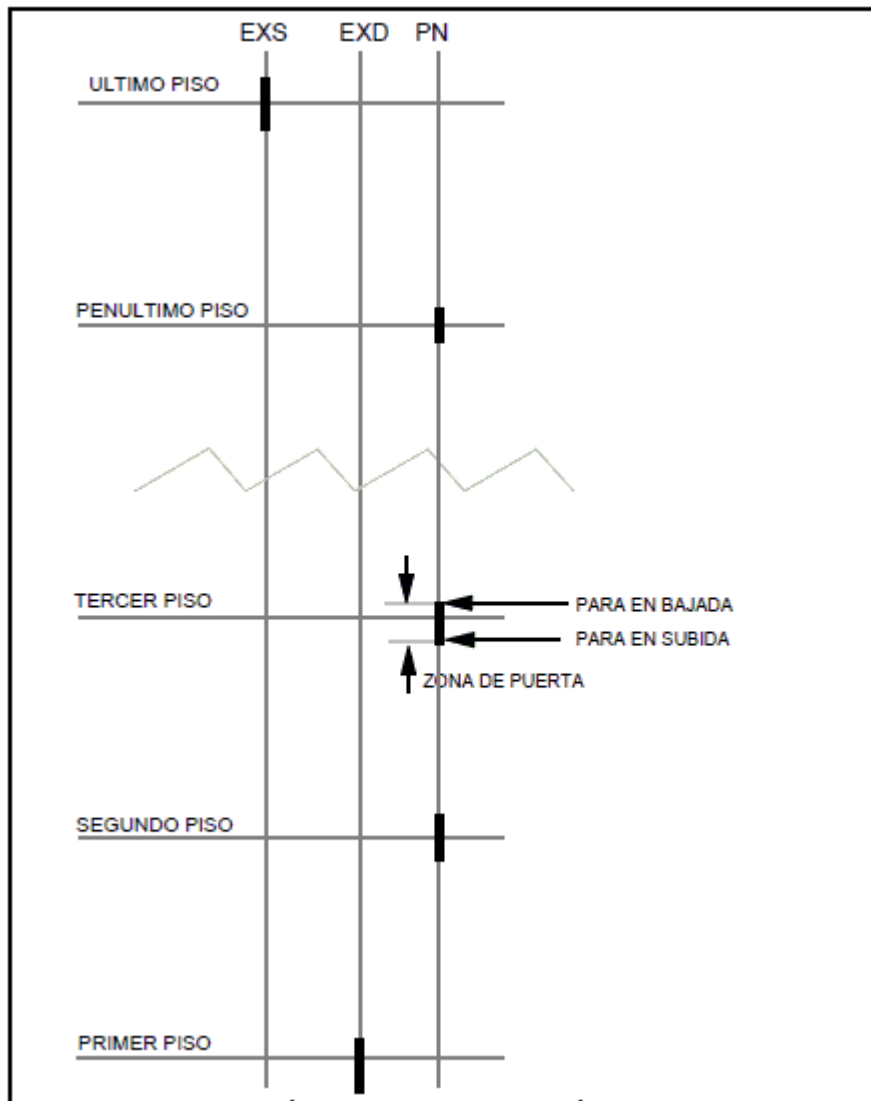 EXS EXD PN
ULTIMO PISO
PENULTIMO PISO
TERCER PISO
PARA EN BAJADA
PARA EN SUBIDA
ZONA DE PUERTA
SEGUNDO PISO
PRIMER PISO